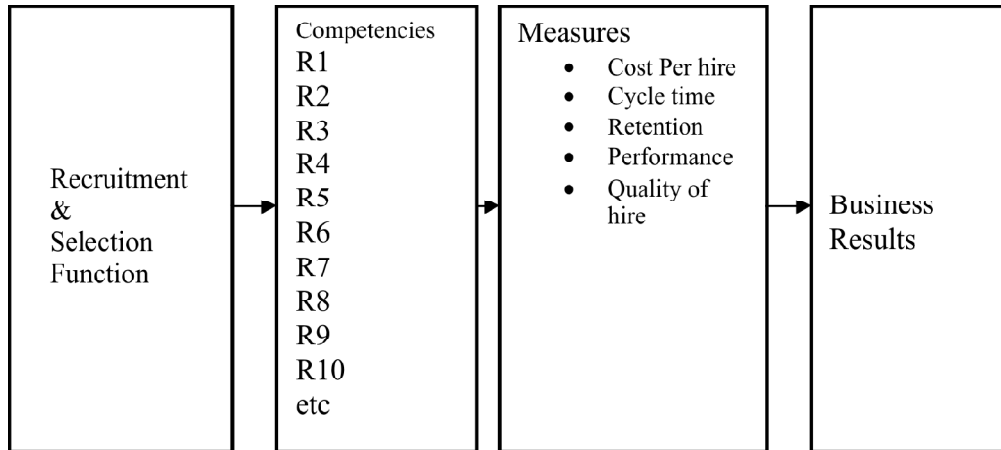 Recruitment
&
Selection
Function
Competencies
R1
R2
R3
R4
R5
R6
R7
R8
R9
R10
etc
Measures
• Cost Per hire
• Cycle time
• Retention
• Performance
• Quality of
hire
Business
Results